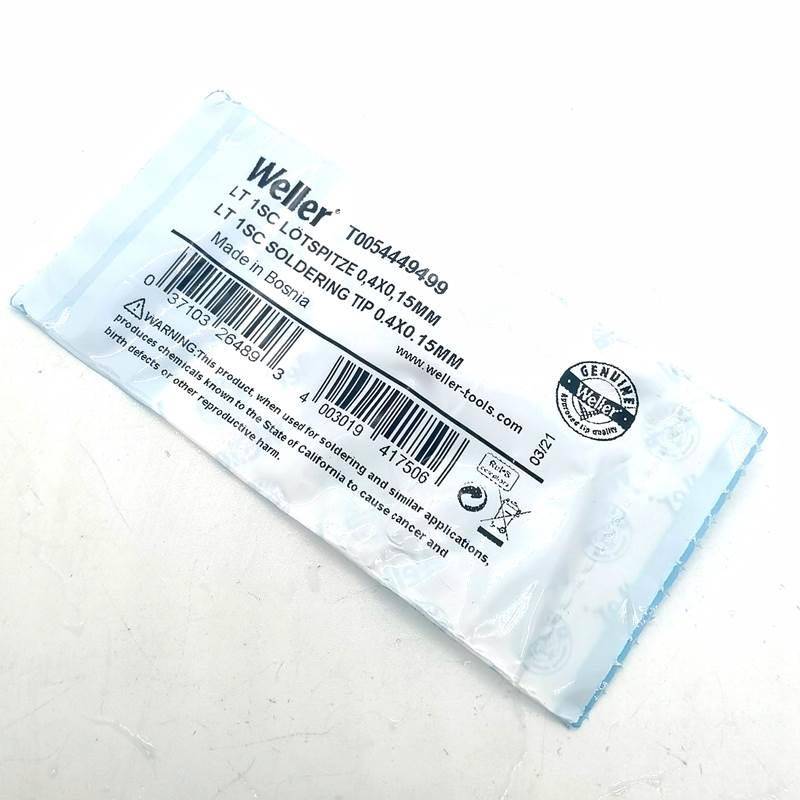 Weller® T0054449499
LT 1SC LÖTSPITZE 0,4X0,15MM
LT 1SC SOLDERING TIP 0.4X0.15MM
Made in Bosnia
www.weller-tools.com
03/21
0 37103 26489 3
4 003019 417506
WARNING:This product, when used for soldering and similar applications,
produces chemicals known to the State of California to cause cancer and
birth defects or other reproductive harm.
GENUINE
Weller
Approved tip quality
RoHS